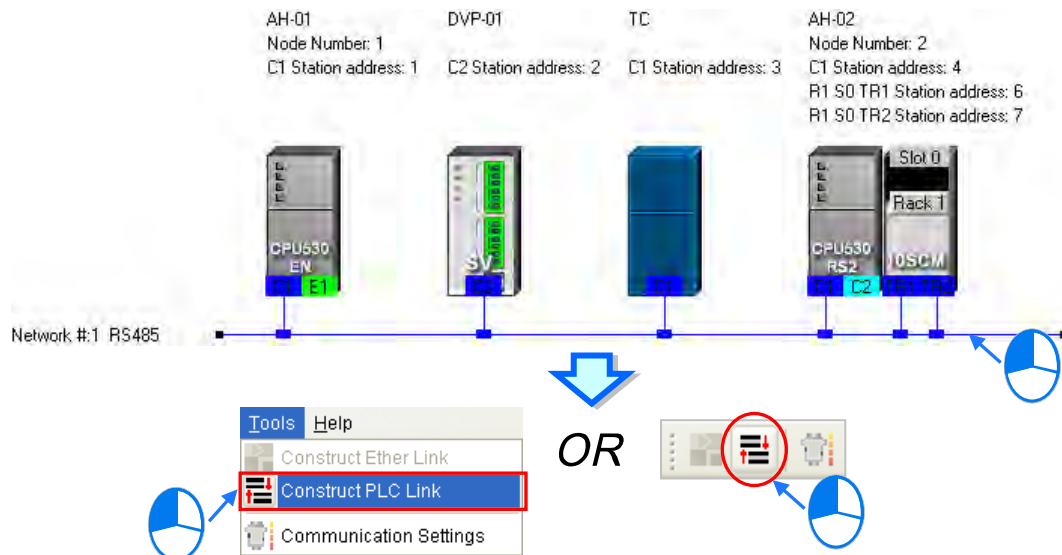 AH-01
Node Number: 1
C1 Station address: 1
DVP-01
C2 Station address: 2
TC
C1 Station address: 3
AH-02
Node Number: 2
C1 Station address: 4
R1 S0 TR1 Station address: 6
R1 S0 TR2 Station address: 7
CPU530
EN
C1 E1
SV
C2
C1
CPU530
RS2
C1 C2
Slot 0
Rack 1
10SCM
TR1 TR2
Network #:1 RS485
Tools Help
Construct Ether Link
Construct PLC Link
Communication Settings
OR